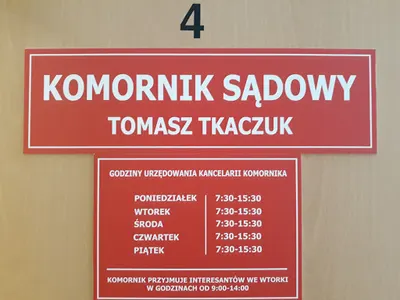 4
KOMORNIK SĄDOWY
TOMASZ TKACZUK
GODZINY URZĘDOWANIA KANCELARII KOMORNIKA
PONIEDZIAŁEK 7:30-15:30
WTOREK 7:30-15:30
ŚRODA 7:30-15:30
CZWARTEK 7:30-15:30
PIĄTEK 7:30-15:30
KOMORNIK PRZYJMUJE INTERESANTÓW WE WTORKI
W GODZINACH OD 9:00-14:00